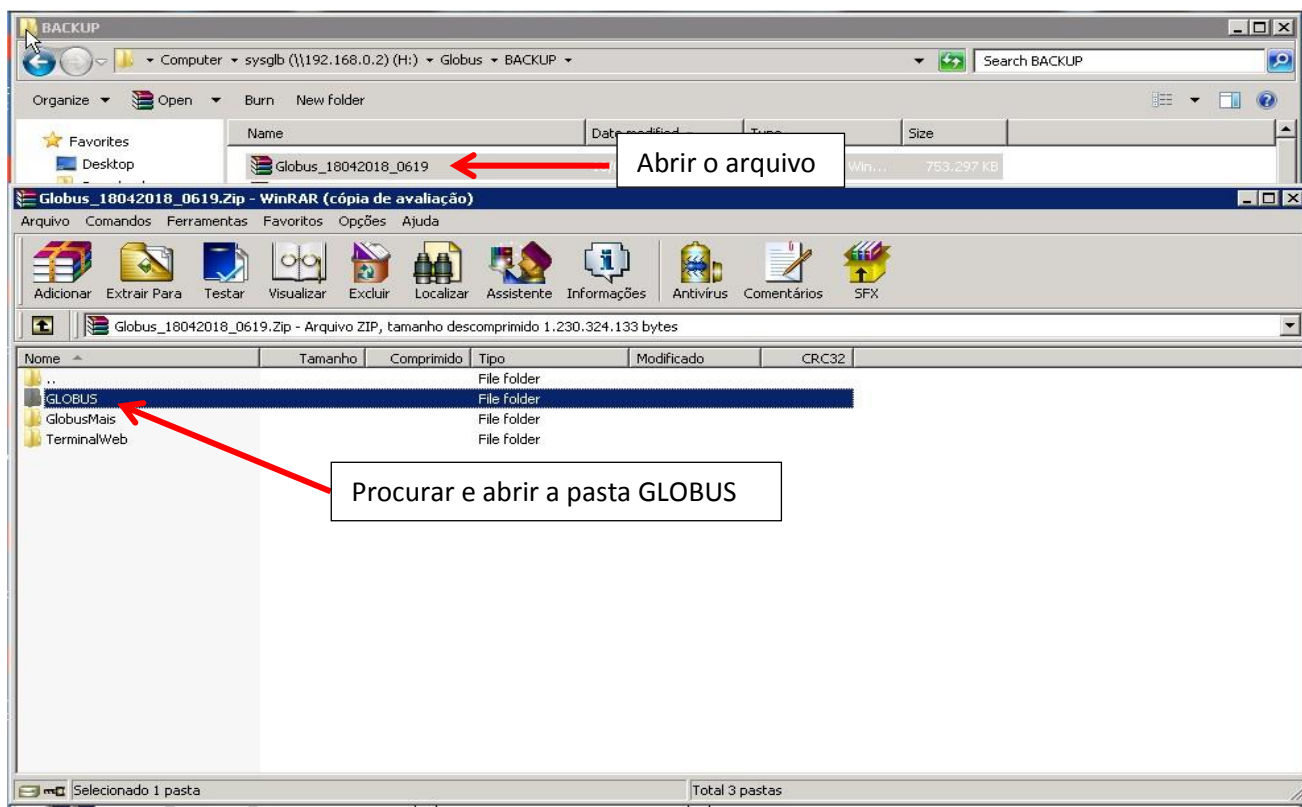 BACKUP
Computer sysglb (\\192.168.0.2) (H:) Globus BACKUP
Search BACKUP
Organize Open Burn New folder
Favorites
Name
Size
Desktop
Globus_18042018_0619
Abrir o arquivo
Win... 753.297 KB
Globus_18042018_0619.Zip - WinRAR (cópia de avaliação)
Arquivo Comandos Ferramentas Favoritos Opções Ajuda
Adicionar Extrair Para Testar Visualizar Excluir Localizar Assistente Informações Antivírus Comentários SFX
Globus_18042018_0619.Zip - Arquivo ZIP, tamanho descomprimido 1.230.324.133 bytes
Nome Tamanho Comprimido Tipo Modificado CRC32
.. File folder
GLOBUS File folder
GlobusMais File folder
TerminalWeb File folder
Procurar e abrir a pasta GLOBUS
Selecionado 1 pasta
Total 3 pastas